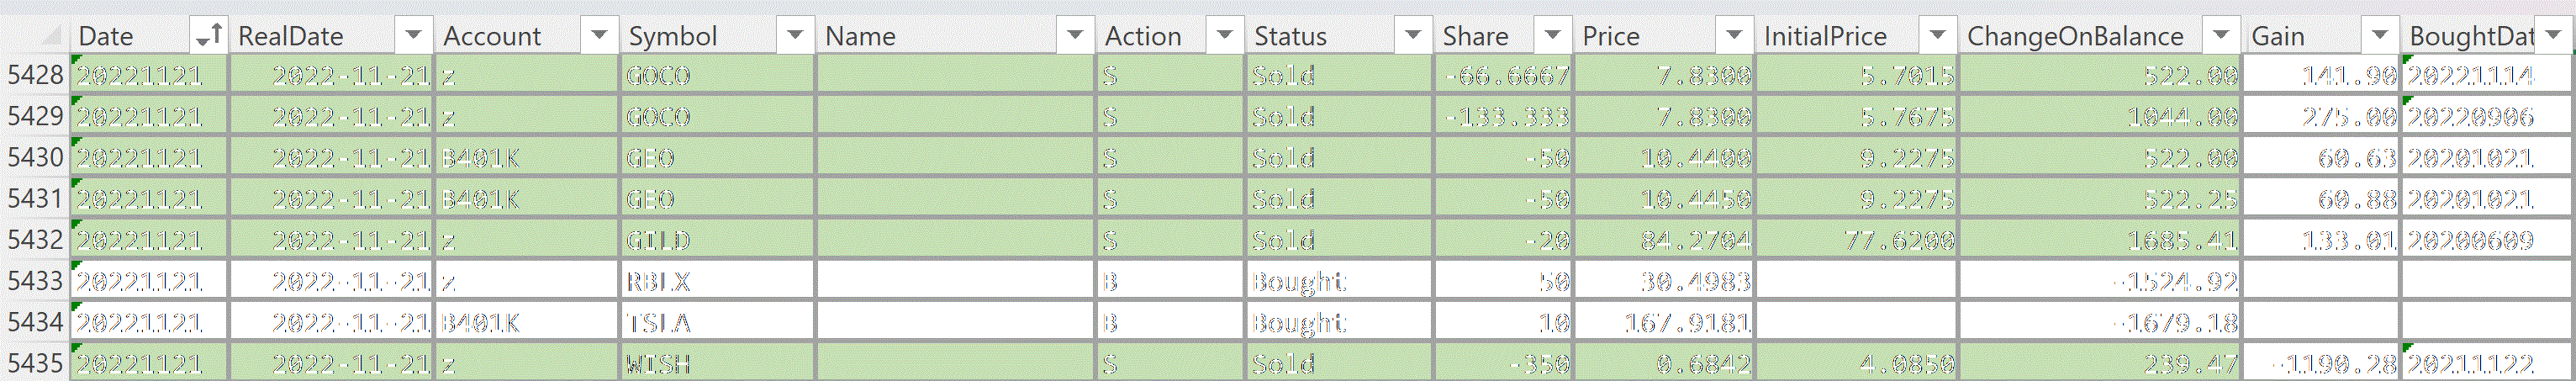 Date RealDate Account Symbol Name Action Status Share Price InitialPrice ChangeOnBalance Gain BoughtDat
5428 20221121 2022-11-21 z GOCO S Sold -66.6667 7.8300 5.7015 522.00 141.90 20221114
5429 20221121 2022-11-21 z GOCO S Sold -133.333 7.8300 5.7675 1044.00 275.00 20220906
5430 20221121 2022-11-21 B401K GEO S Sold -50 10.4400 9.2275 522.00 60.63 20201021
5431 20221121 2022-11-21 B401K GEO S Sold -50 10.4450 9.2275 522.25 60.88 20201021
5432 20221121 2022-11-21 z GILD S Sold -20 84.2704 77.6200 1685.41 133.01 20200609
5433 20221121 2022-11-21 z RBLX B Bought 50 30.4983 -1524.92
5434 20221121 2022-11-21 B401K TSLA B Bought 10 167.9181 -1679.18
5435 20221121 2022-11-21 z WISH S Sold -350 0.6842 4.0850 239.47 -1190.28 20211122